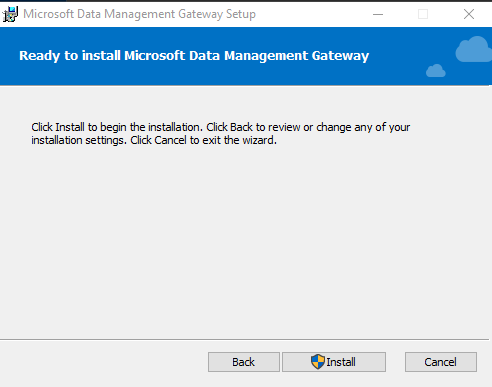 Microsoft Data Management Gateway Setup
Ready to install Microsoft Data Management Gateway
Click Install to begin the installation. Click Back to review or change any of your
installation settings. Click Cancel to exit the wizard.
Back Install Cancel